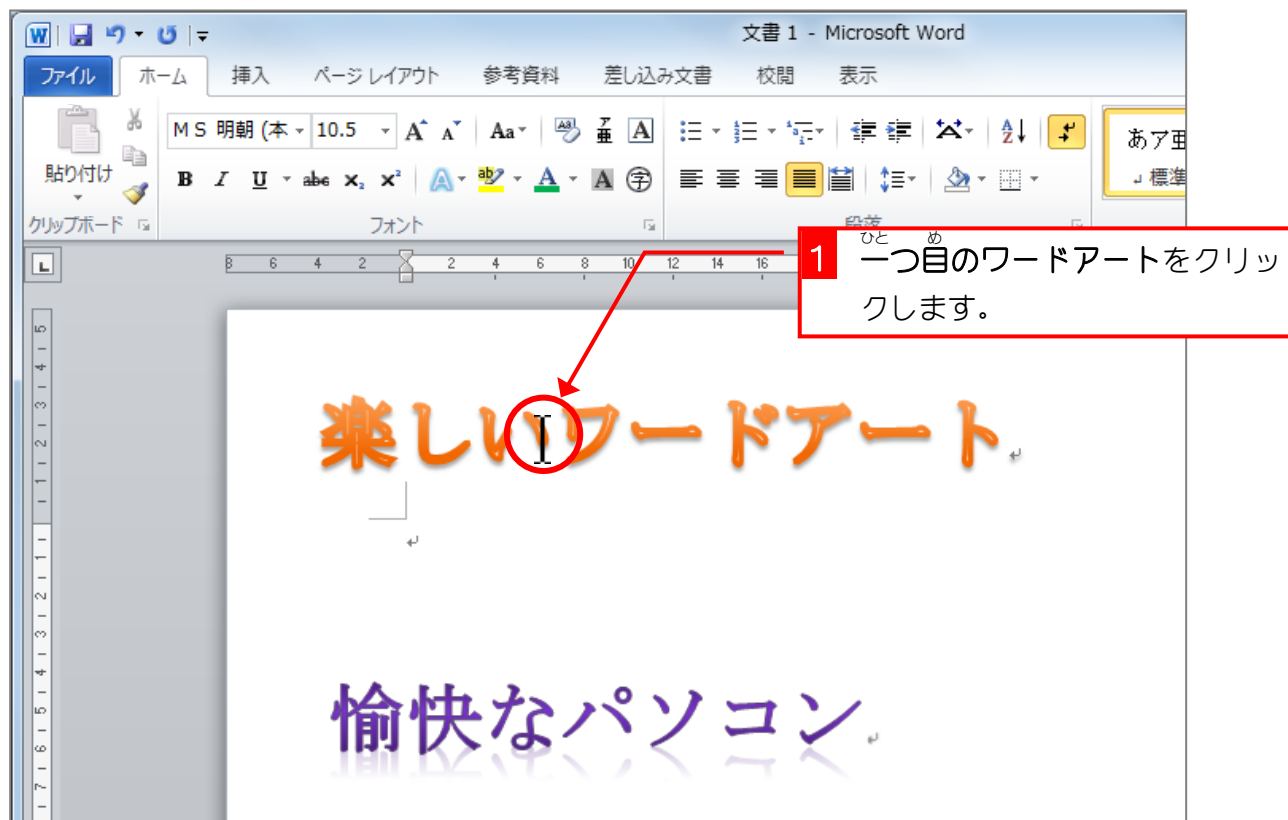 文書 1 - Microsoft Word
ファイル ホーム 挿入 ページ レイアウト 参考資料 差し込み文書 校閲 表示
ＭＳ 明朝 (本 10.5 A A Aa ア亜 A
あア亜
貼り付け B I U abc x₂ x² A ab A A 字
標準
クリップボード フォント 段落
8 6 4 2 2 4 6 8 10 12 14 16
ひと め
1 一つ目のワードアートをクリッ
クします。
楽しいワードアート
愉快なパソコン